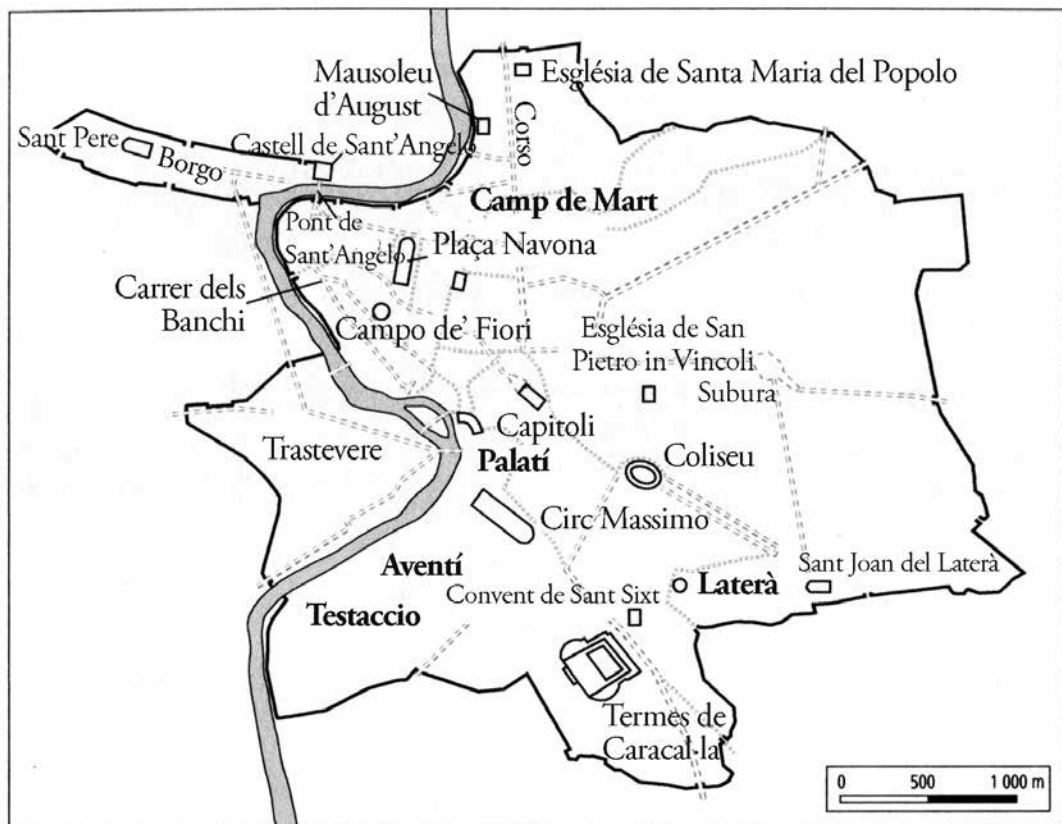 Església de Santa Maria del Popolo
Mausoleu
d'August
Corso
Sant Pere
Borgo
Castell de Sant'Angelo
Camp de Mart
Pont de
Sant'Angelo
Plaça Navona
Carrer dels
Banchi
Campo de' Fiori
Església de San
Pietro in Vincoli
Subura
Capitoli
Trastevere
Palatí
Coliseu
Circ Massimo
Aventí
Sant Joan del Laterà
Laterà
Convent de Sant Sixt
Testaccio
Termes de
Caracal·la
0 500 1 000 m